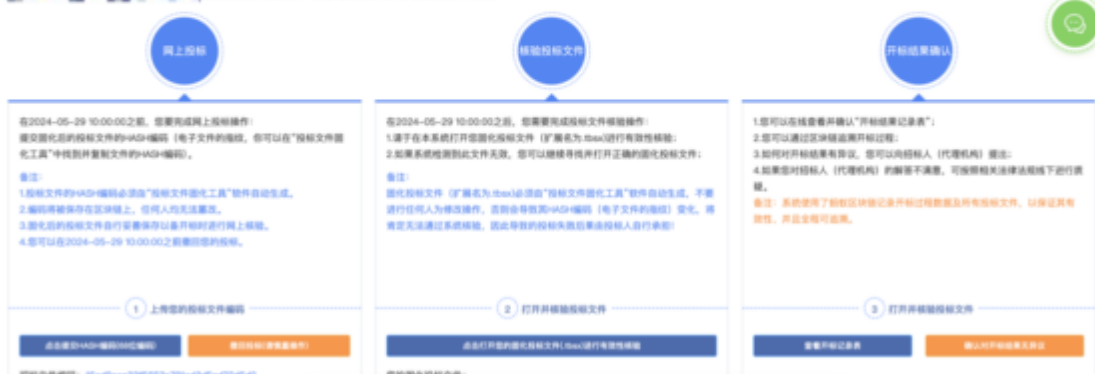 网上投标
在2024-05-29 10:00:00之前，您要完成网上投标操作：
提交固化后的投标文件的HASH编码（电子文件的指纹，你可以在"投标文件固
化工具"中找到并复制文件的HASH编码）。
备注：
1.投标文件的HASH编码必须由"投标文件固化工具"软件自动生成。
2.编码将被保存在区块链上，任何人均无法篡改。
3.固化后的投标文件自行妥善保存以备开标时进行网上核验。
4.您可以在2024-05-29 10:00:00之前撤回您的投标。
1 上传您的投标文件编码
点击提交HASH编码(68位编码)
撤回投标(请慎重操作)
核验投标文件
在2024-05-29 10:00:00之后，您需要完成投标文件核验操作：
1.请于在本系统打开您固化投标文件（扩展名为.tbsx)进行有效性核验；
2.如果系统检测到此文件无效，您可以继续寻找并打开正确的固化投标文件；
备注：
固化投标文件（扩展名为.tbsx)必须由"投标文件固化工具"软件自动生成，不要
进行任何人为修改操作，否则会导致其HASH编码（电子文件的指纹）变化，将
肯定无法通过系统核验，因此导致的投标失败后果由投标人自行承担！
2 打开并核验投标文件
点击打开您的固化投标文件(.tbsx)进行有效性核验
开标结果确认
1.您可以在线查看并确认"开标结果记录表"；
2.您可以通过区块链追溯开标过程；
3.如何对开标结果有异议，您可以向招标人（代理机构）提出；
4.如果您对招标人（代理机构）的解答不满意，可按照相关法律法规线下进行质
疑。
备注：系统使用了蚂蚁区块链记录开标过程数据及所有投标文件，以保证其有
效性，并且全程可追溯。
3 打开并核验投标文件
查看开标记录表
确认对开标结果无异议